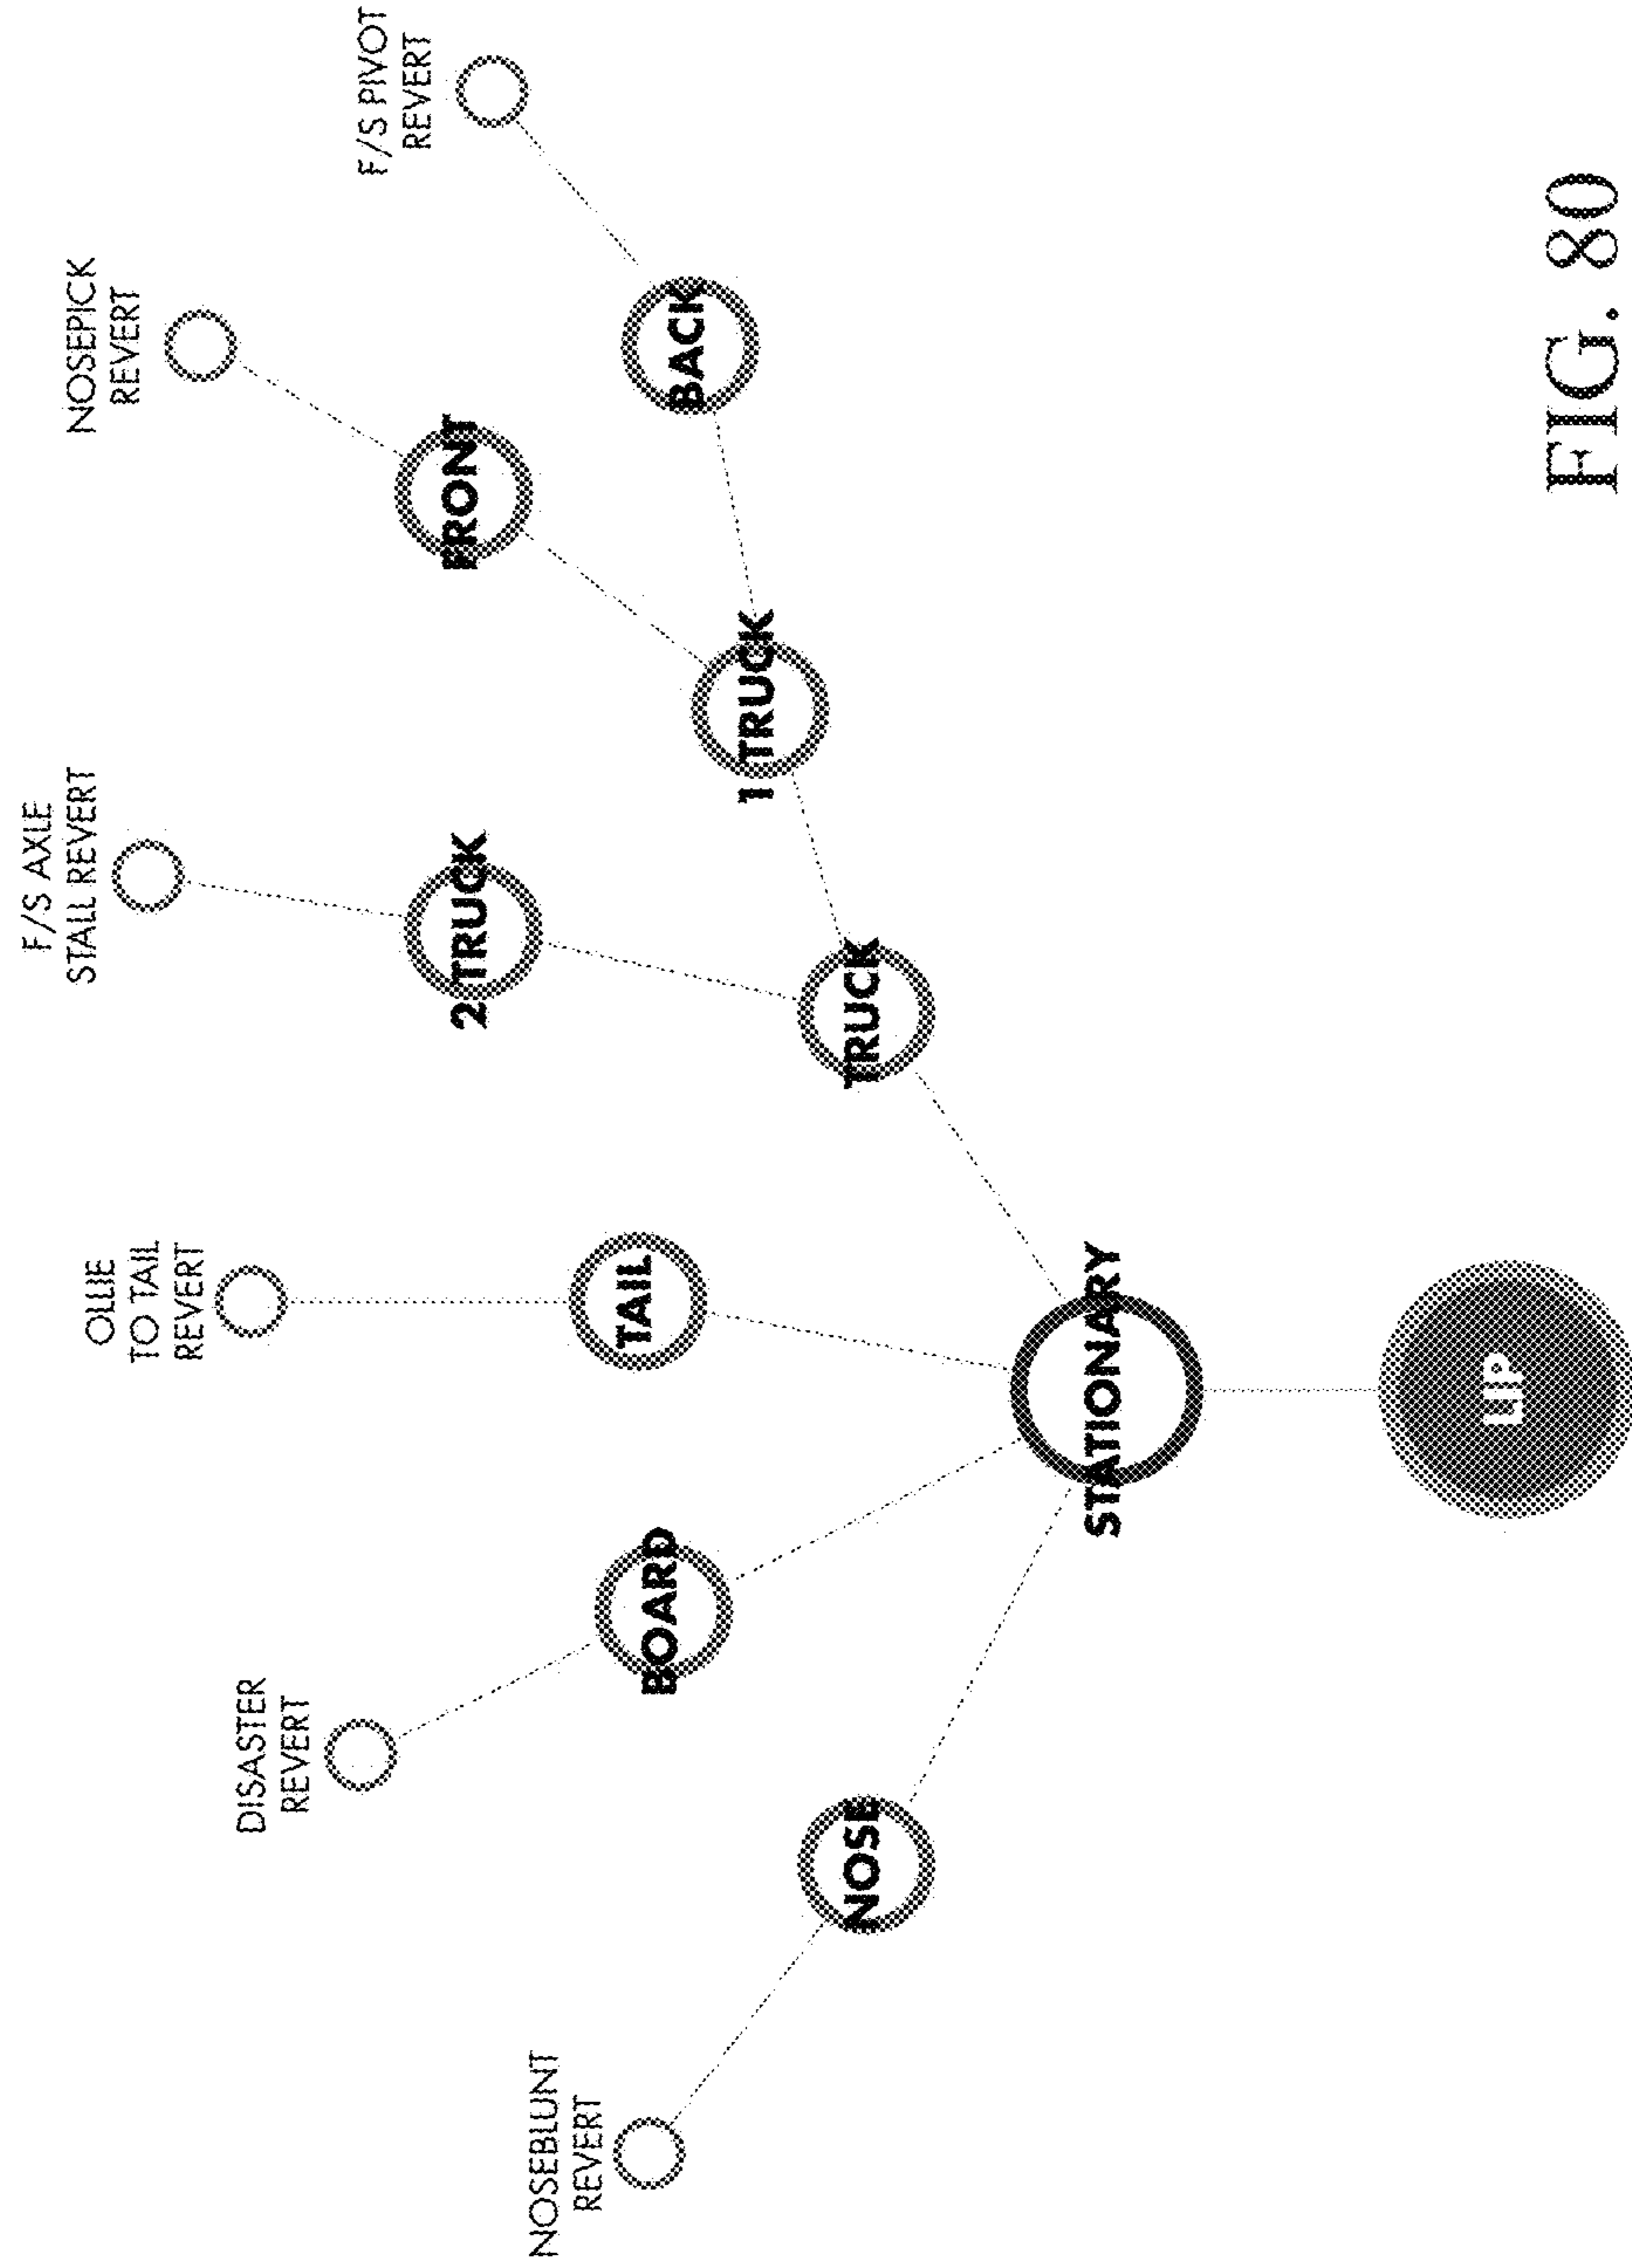 NOSEBLUNT
REVERT
DISASTER
REVERT
OLLIE
TO TAIL
REVERT
F/S AXLE
STALL REVERT
NOSEPICK
REVERT
F/S PIVOT
REVERT
NOSE
BOARD
TAIL
2 TRUCK
FRONT
BACK
1 TRUCK
TRUCK
STATIONARY
LIP
FIG. 80